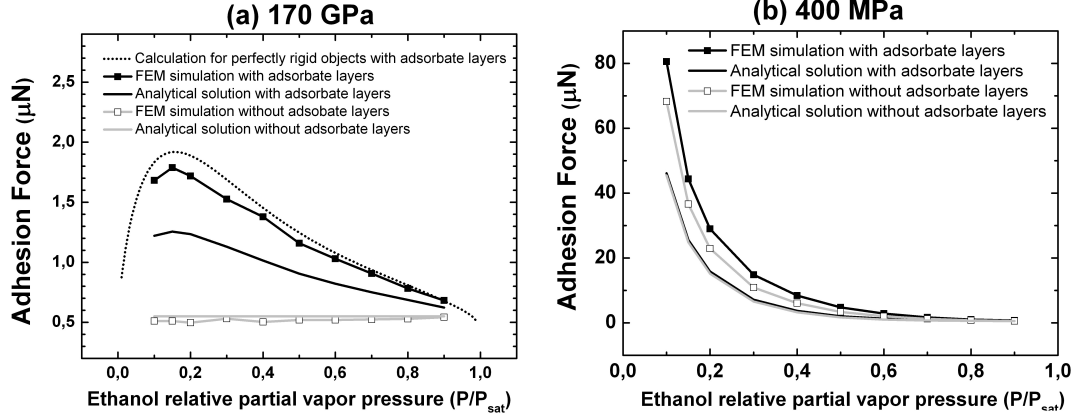 (a) 170 GPa
Calculation for perfectly rigid objects with adsorbate layers
FEM simulation with adsorbate layers
Analytical solution with adsorbate layers
FEM simulation without adsobate layers
Analytical solution without adsorbate layers
Adhesion Force (μN)
2,5
2,0
1,5
1,0
0,5
0,0
0,2
0,4
0,6
0,8
1,0
Ethanol relative partial vapor pressure (P/Psat)
(b) 400 MPa
FEM simulation with adsorbate layers
Analytical solution with adsorbate layers
FEM simulation without adsorbate layers
Analytical solution without adsorbate layers
Adhesion Force (μN)
80
60
40
20
0
0,0
0,2
0,4
0,6
0,8
1,0
Ethanol relative partial vapor pressure (P/Psat)